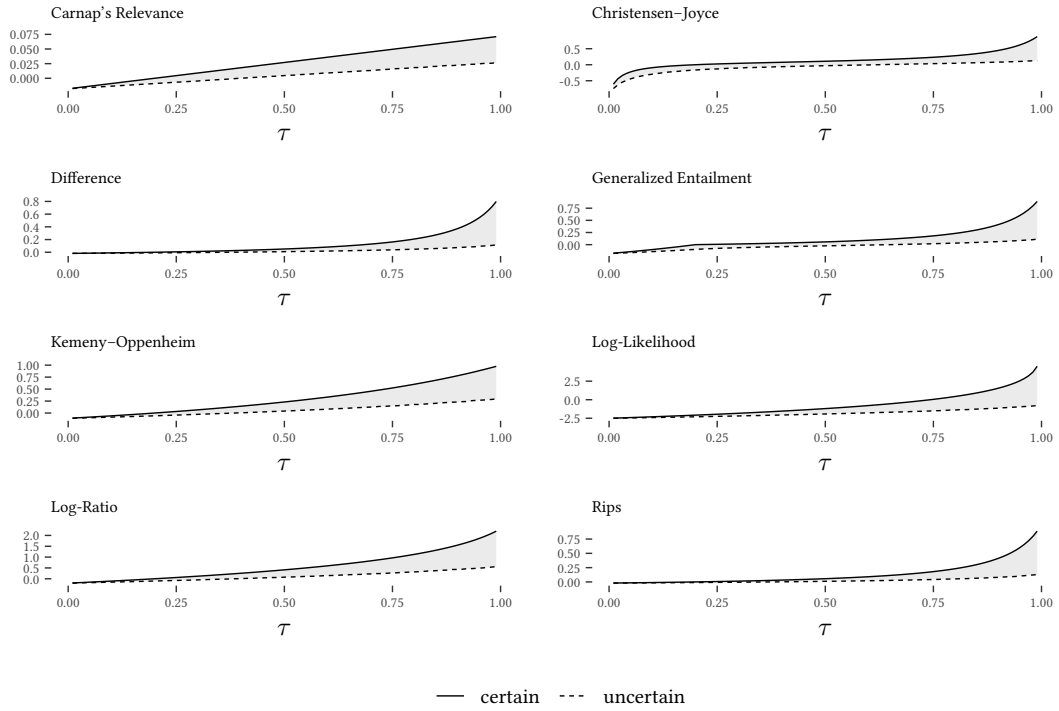 Carnap's Relevance
0.075
0.050
0.025
0.000
0.00 0.25 0.50 0.75 1.00
τ
Christensen–Joyce
0.5
0.0
-0.5
0.00 0.25 0.50 0.75 1.00
τ
Difference
0.8
0.6
0.4
0.2
0.0
0.00 0.25 0.50 0.75 1.00
τ
Generalized Entailment
0.75
0.50
0.25
0.00
0.00 0.25 0.50 0.75 1.00
τ
Kemeny–Oppenheim
1.00
0.75
0.50
0.25
0.00
0.00 0.25 0.50 0.75 1.00
τ
Log-Likelihood
2.5
0.0
-2.5
0.00 0.25 0.50 0.75 1.00
τ
Log-Ratio
2.0
1.5
1.0
0.5
0.0
0.00 0.25 0.50 0.75 1.00
τ
Rips
0.75
0.50
0.25
0.00
0.00 0.25 0.50 0.75 1.00
τ
certain uncertain